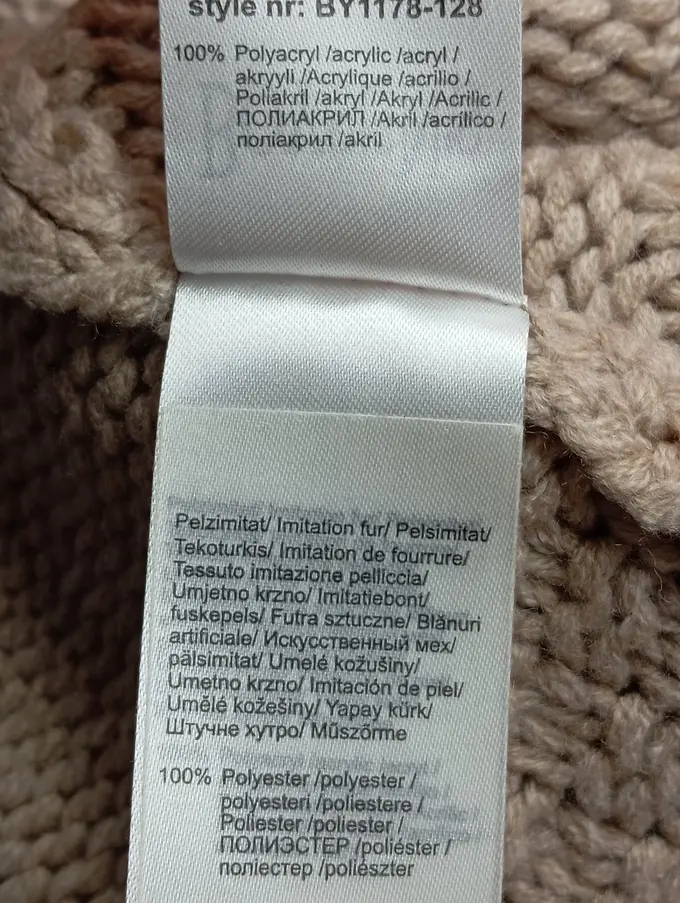 style nr: BY1178-128
100% Polyacryl /acrylic /acryl /
akryyli /Acrylique /acrilio /
Poliakril /akryl /Akryl /Acrilic /
ПОЛИАКРИЛ /Akril /acrílico /
поліакрил /akril
Pelzimitat/ Imitation fur/ Pelsimitat/
Tekoturkis/ Imitation de fourrure/
Tessuto imitazione pelliccia/
Umjetno krzno/ Imitatiebont/
fuskepels/ Futra sztuczne/ Blănuri
artificiale/ Искусственный мех/
pälsimitat/ Umelé kožušiny/
Umetno krzno/ Imitación de piel/
Umělé kožešiny/ Yapay kürk/
Штучне хутро/ Műszőrme
100% Polyester /polyester /
polyesteri /poliestere /
Poliester /poliester /
ПОЛИЭСТЕР /poliéster /
поліестер /poliészter